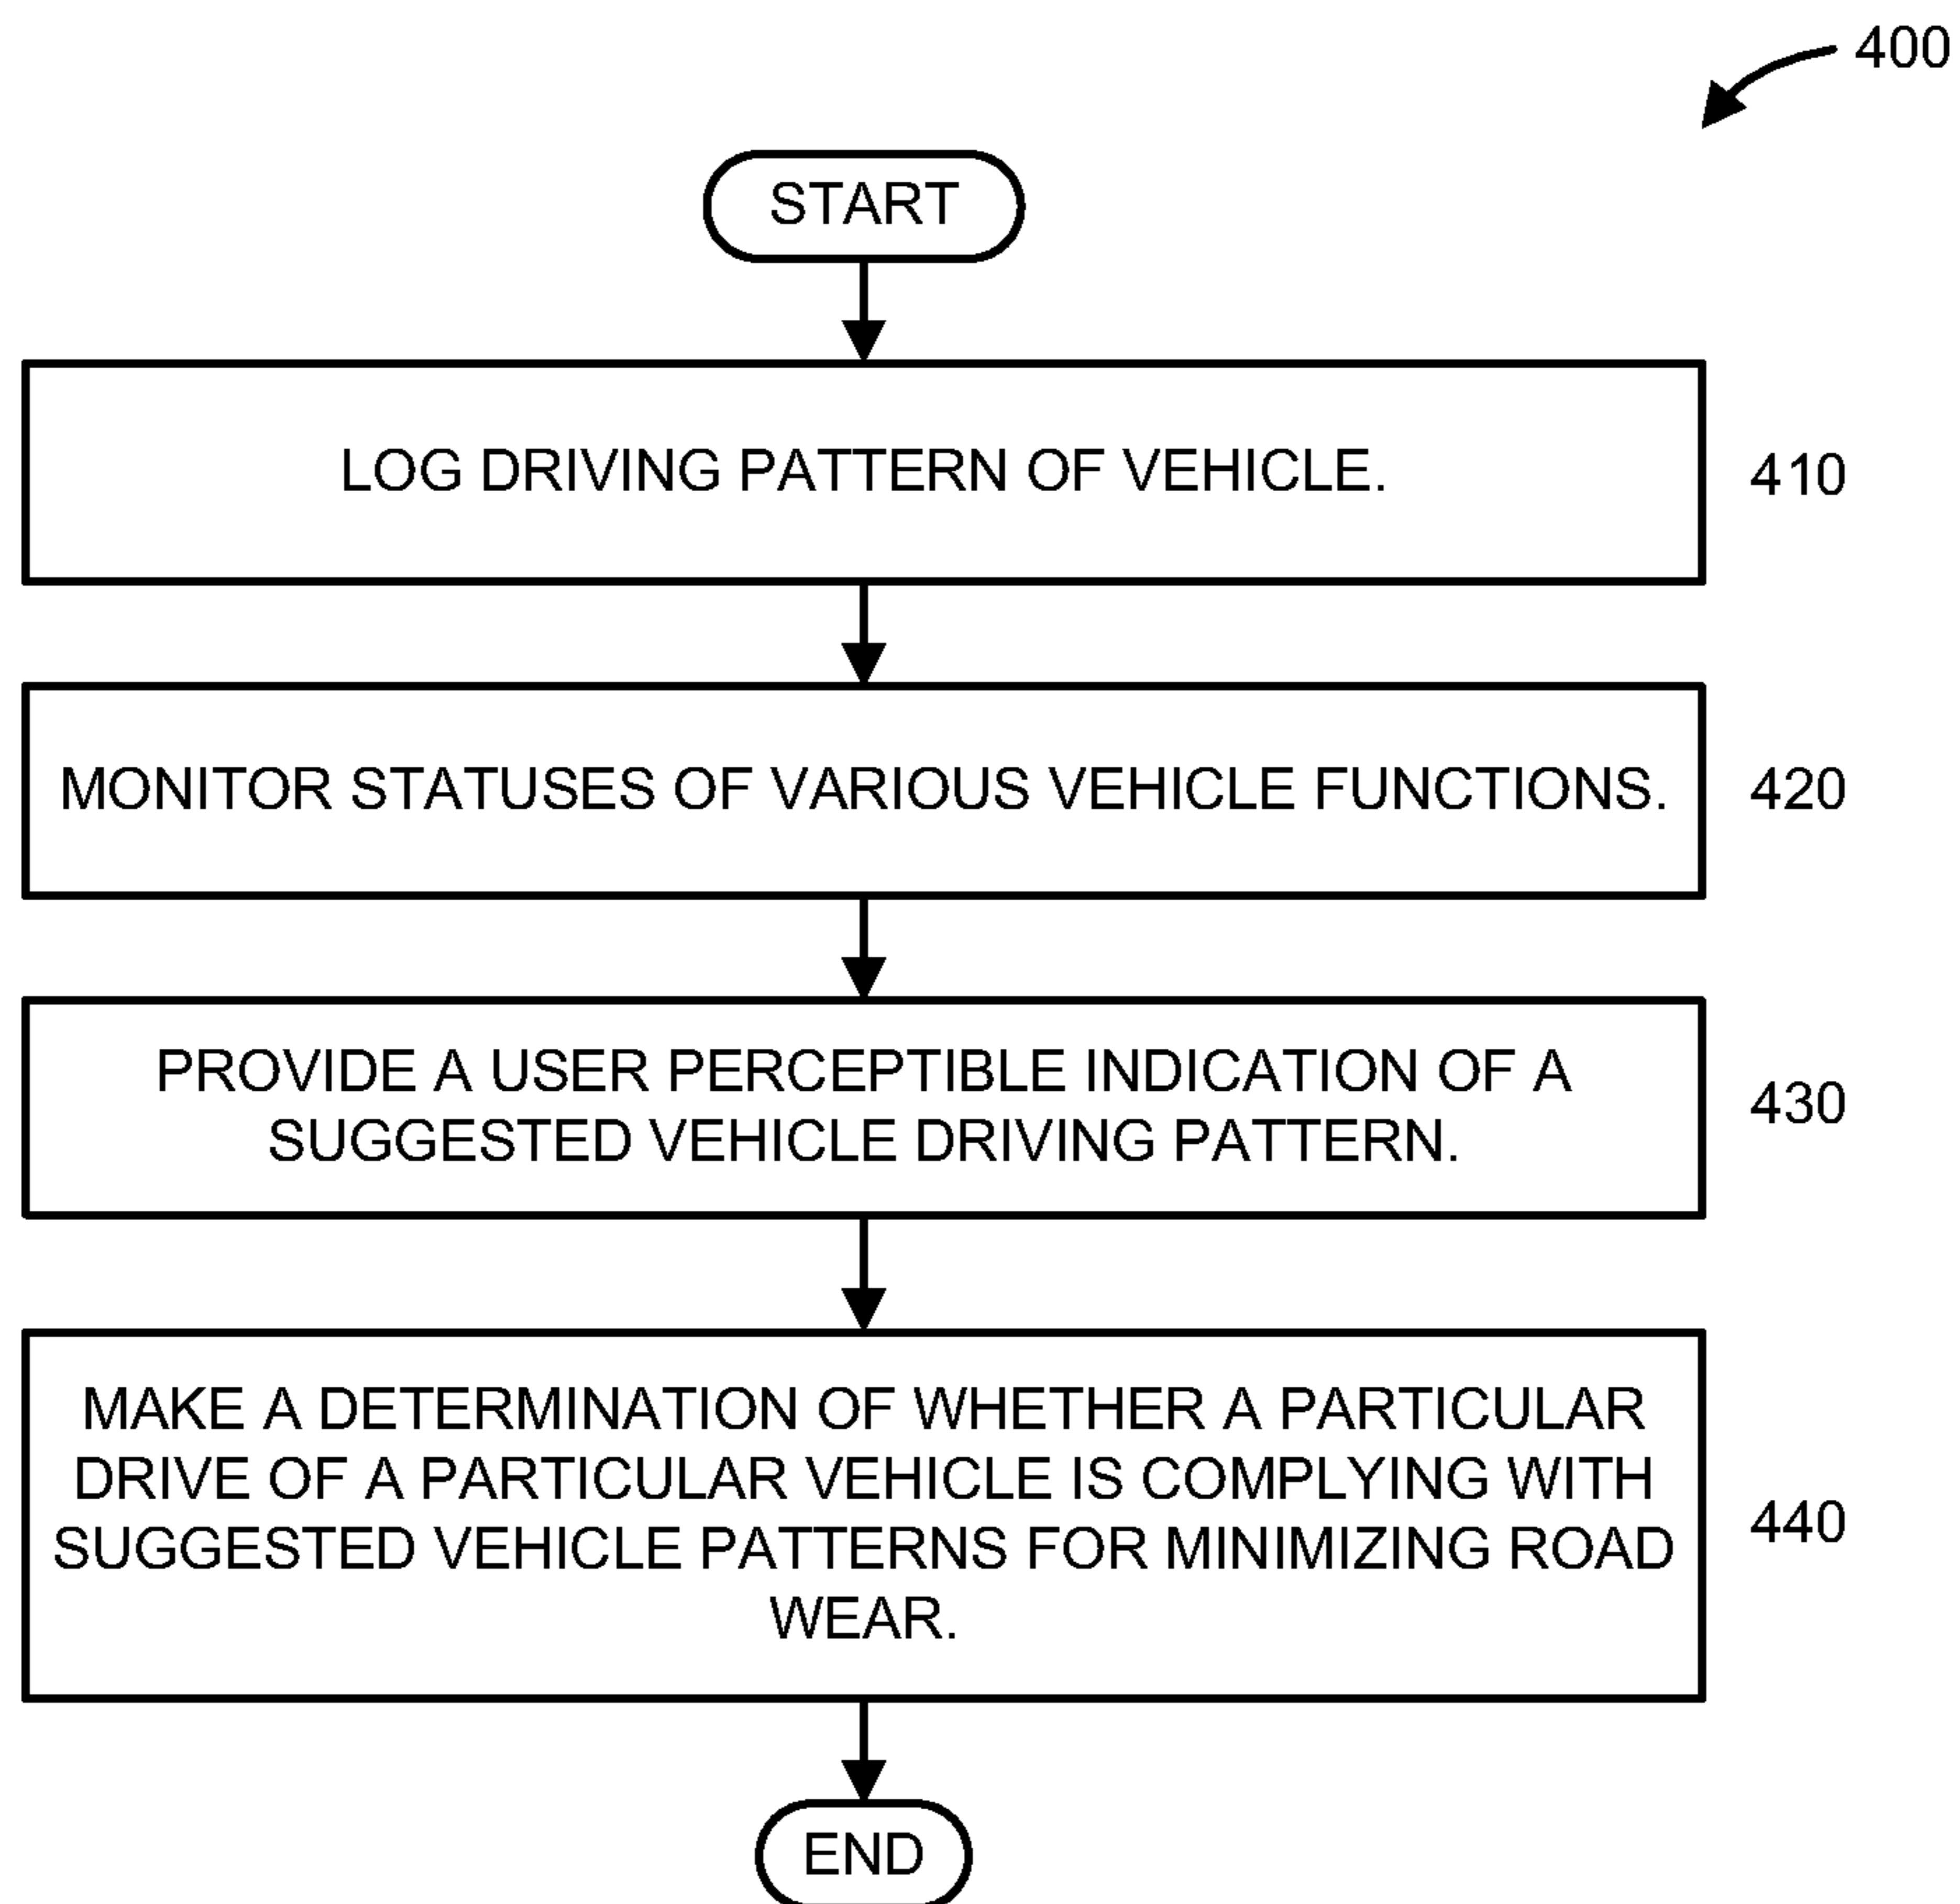 400
START
LOG DRIVING PATTERN OF VEHICLE.
410
MONITOR STATUSES OF VARIOUS VEHICLE FUNCTIONS.
420
PROVIDE A USER PERCEPTIBLE INDICATION OF A
SUGGESTED VEHICLE DRIVING PATTERN.
430
MAKE A DETERMINATION OF WHETHER A PARTICULAR
DRIVE OF A PARTICULAR VEHICLE IS COMPLYING WITH
SUGGESTED VEHICLE PATTERNS FOR MINIMIZING ROAD
WEAR.
440
END